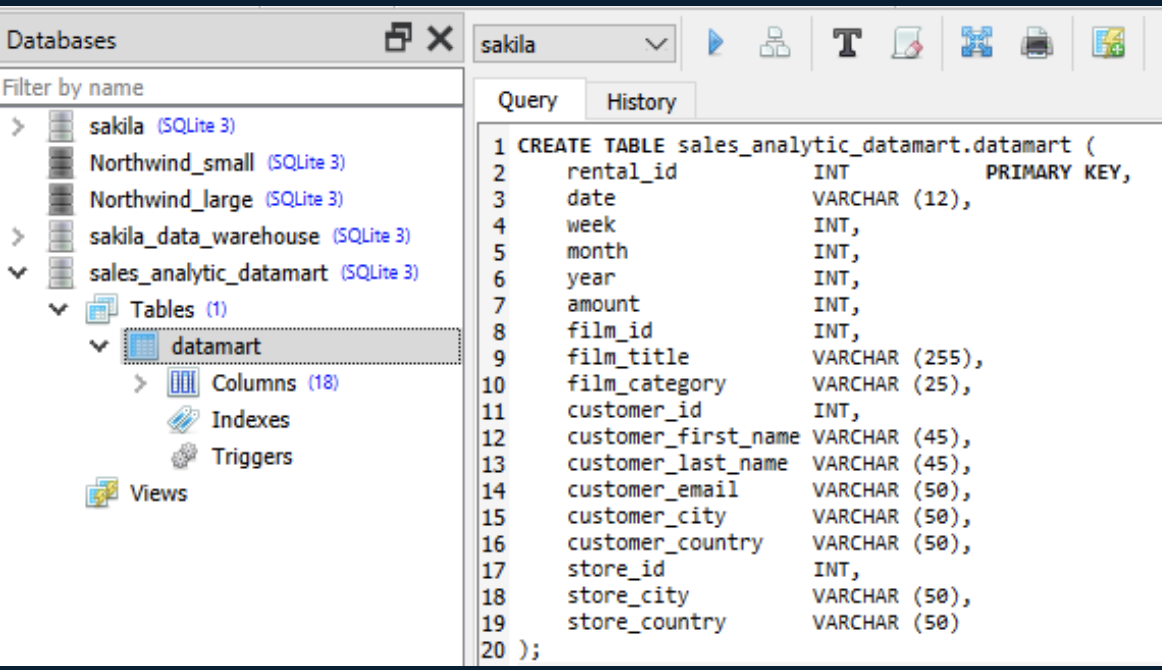 Databases
Filter by name
sakila (SQLite 3)
Northwind_small (SQLite 3)
Northwind_large (SQLite 3)
sakila_data_warehouse (SQLite 3)
sales_analytic_datamart (SQLite 3)
Tables (1)
datamart
Columns (18)
Indexes
Triggers
Views
sakila
Query History
1 CREATE TABLE sales_analytic_datamart.datamart (
2 rental_id INT PRIMARY KEY,
3 date VARCHAR (12),
4 week INT,
5 month INT,
6 year INT,
7 amount INT,
8 film_id INT,
9 film_title VARCHAR (255),
10 film_category VARCHAR (25),
11 customer_id INT,
12 customer_first_name VARCHAR (45),
13 customer_last_name VARCHAR (45),
14 customer_email VARCHAR (50),
15 customer_city VARCHAR (50),
16 customer_country VARCHAR (50),
17 store_id INT,
18 store_city VARCHAR (50),
19 store_country VARCHAR (50)
20 );